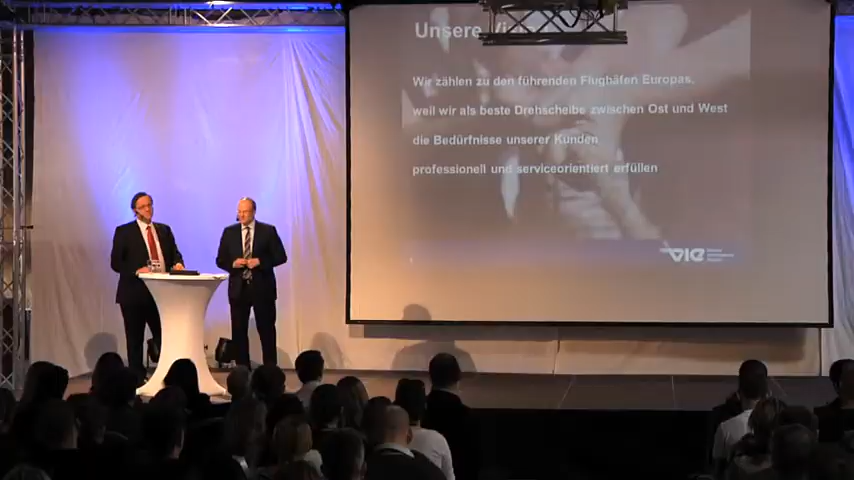 Unsere
Wir zählen zu den führenden Flughäfen Europas,
weil wir als beste Drehscheibe zwischen Ost und West
die Bedürfnisse unserer Kunden
professionell und serviceorientiert erfüllen
VIE